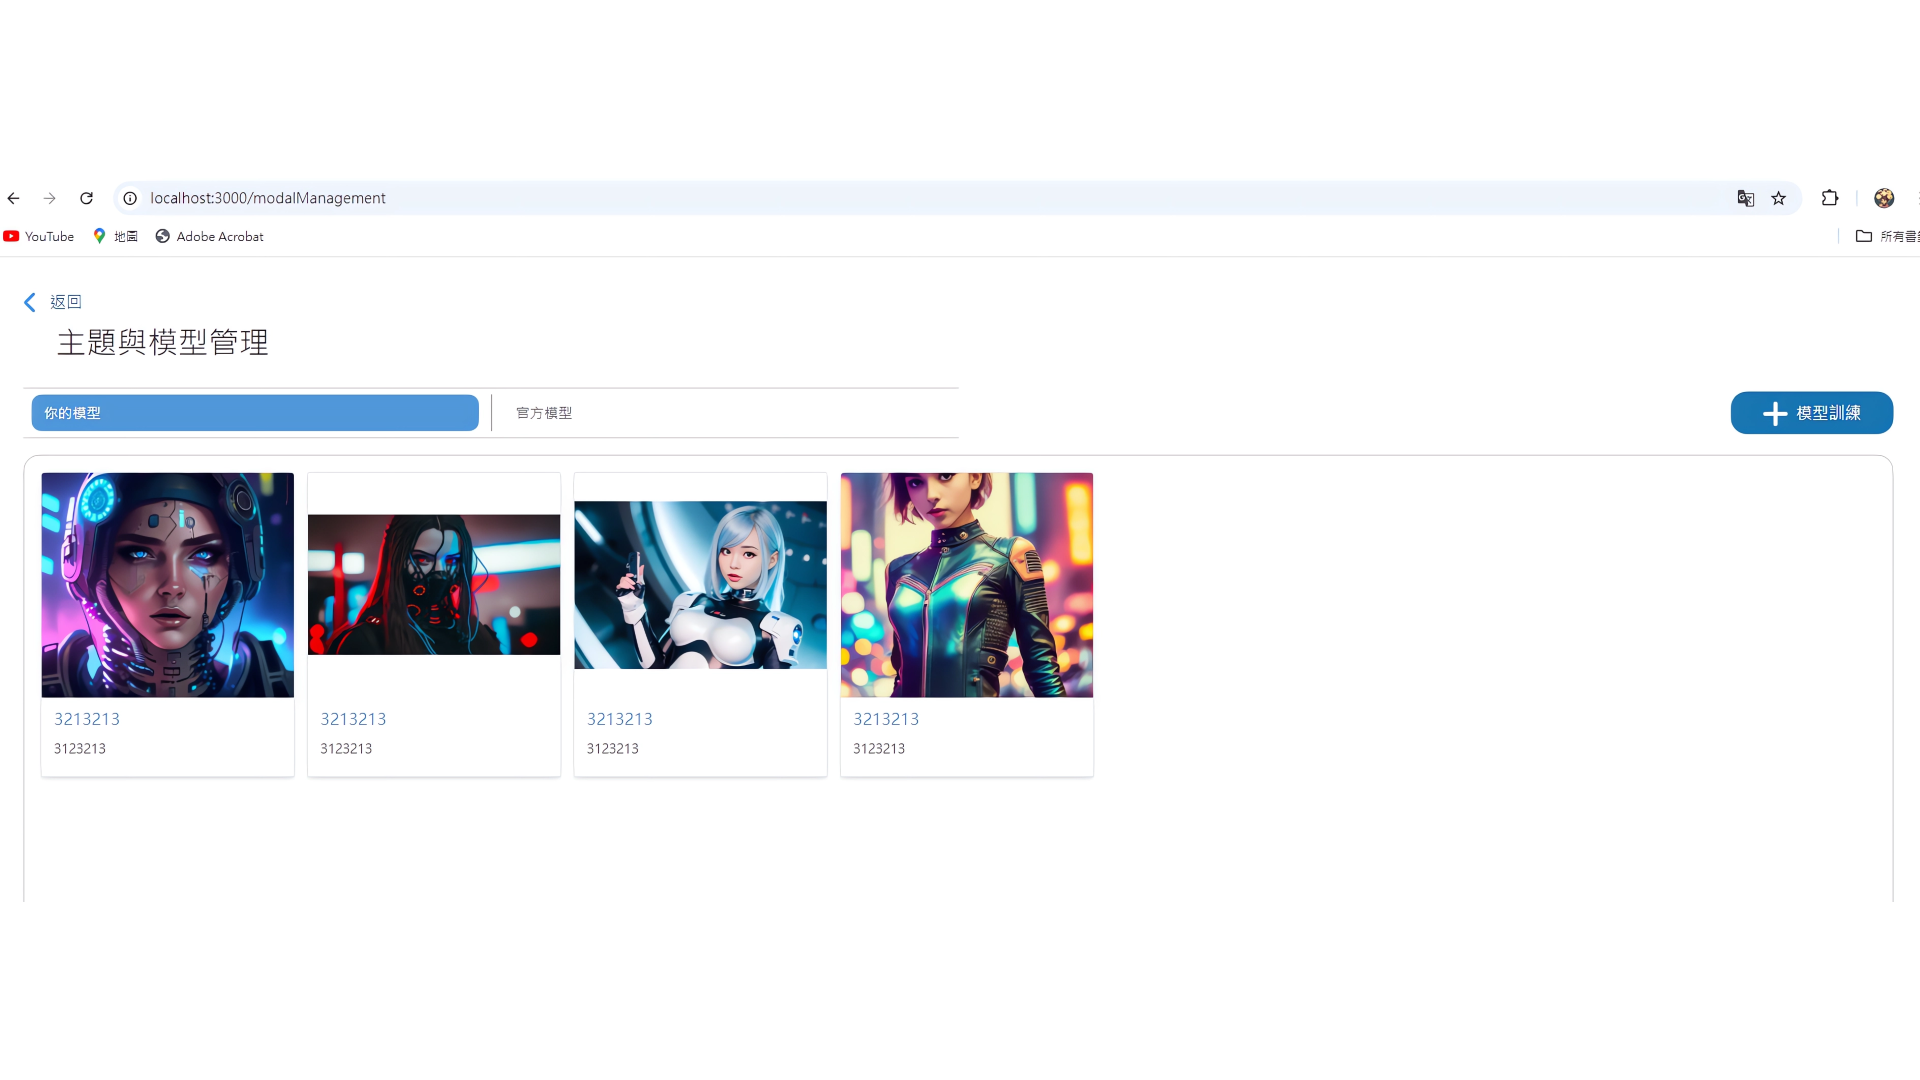 localhost:3000/modalManagement
YouTube 地圖 Adobe Acrobat 所有書
返回
主題與模型管理
你的模型 官方模型 模型訓練
3213213 3213213 3213213 3213213
3123213 3123213 3123213 3123213